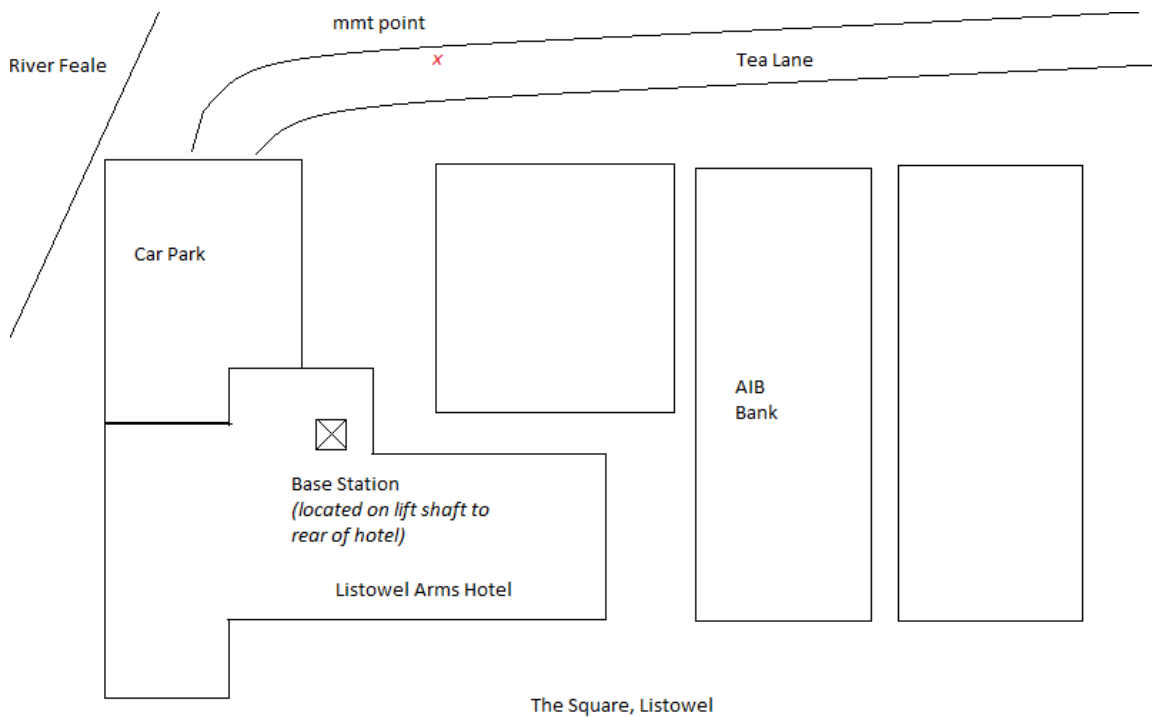 mmt point
River Feale
x
Tea Lane
Car Park
AIB
Bank
Base Station
(located on lift shaft to
rear of hotel)
Listowel Arms Hotel
The Square, Listowel